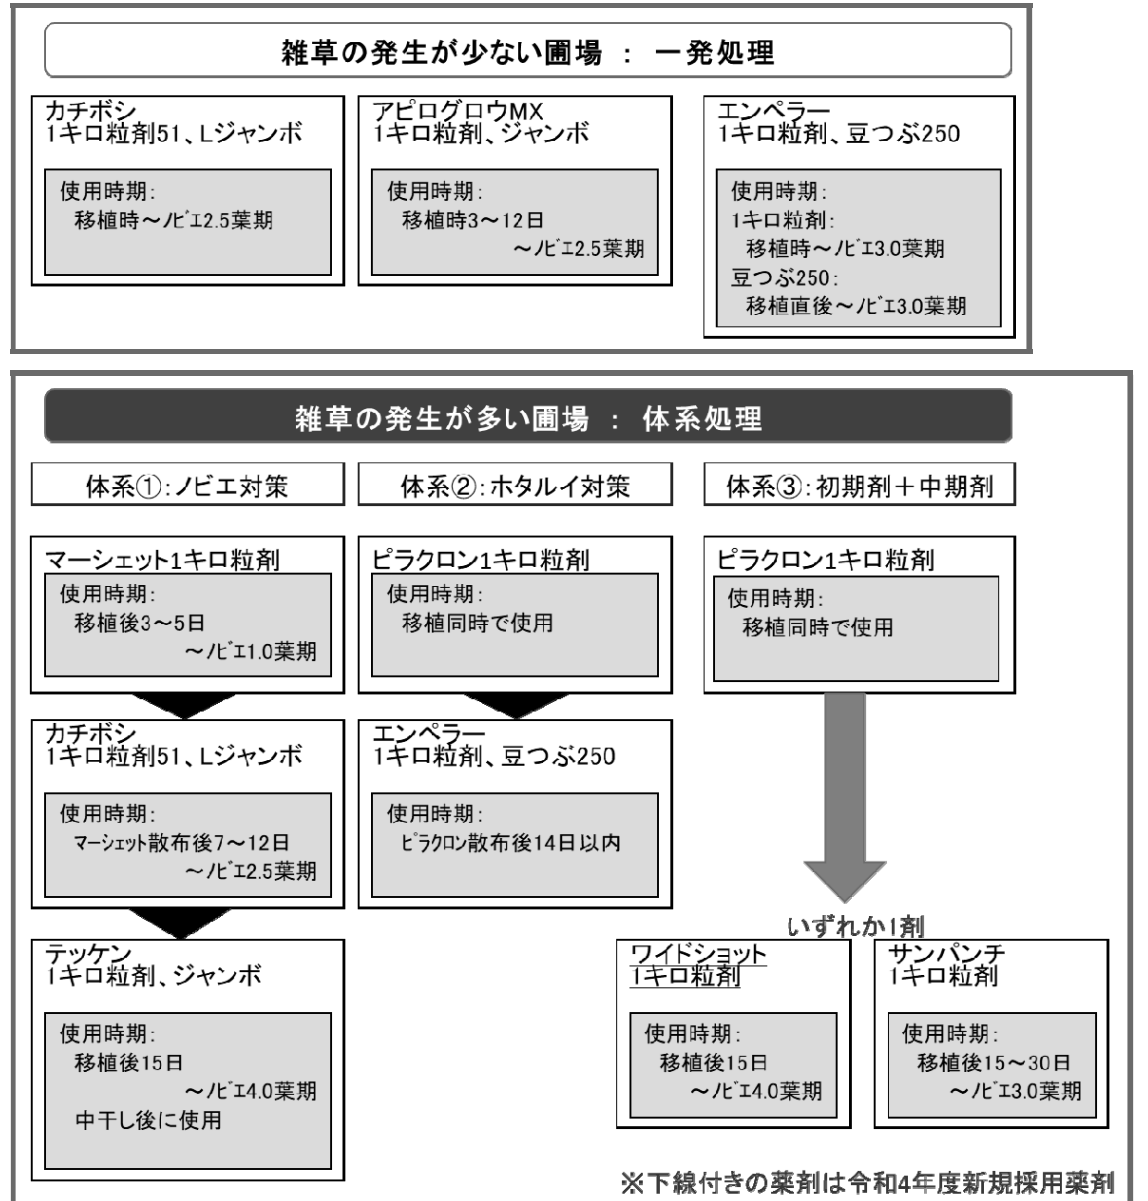 雑草の発生が少ない圃場 ： 一発処理
カチボシ
1キロ粒剤51、Lジャンボ
使用時期：
移植時～ﾉﾋﾞｴ2.5葉期
アピログロウMX
1キロ粒剤、ジャンボ
使用時期：
移植時3～12日
～ﾉﾋﾞｴ2.5葉期
エンペラー
1キロ粒剤、豆つぶ250
使用時期：
1キロ粒剤：
移植時～ﾉﾋﾞｴ3.0葉期
豆つぶ250：
移植直後～ﾉﾋﾞｴ3.0葉期
雑草の発生が多い圃場 ： 体系処理
体系①：ノビエ対策
マーシェット1キロ粒剤
使用時期：
移植後3～5日
～ﾉﾋﾞｴ1.0葉期
カチボシ
1キロ粒剤51、Lジャンボ
使用時期：
ﾏｰｼｪｯﾄ散布後7～12日
～ﾉﾋﾞｴ2.5葉期
テッケン
1キロ粒剤、ジャンボ
使用時期：
移植後15日
～ﾉﾋﾞｴ4.0葉期
中干し後に使用
体系②：ホタルイ対策
ピラクロン1キロ粒剤
使用時期：
移植同時で使用
エンペラー
1キロ粒剤、豆つぶ250
使用時期：
ﾋﾟﾗｸﾛﾝ散布後14日以内
体系③：初期剤＋中期剤
ピラクロン1キロ粒剤
使用時期：
移植同時で使用
いずれか1剤
ワイドショット
1キロ粒剤
使用時期：
移植後15日
～ﾉﾋﾞｴ4.0葉期
サンパンチ
1キロ粒剤
使用時期：
移植後15～30日
～ﾉﾋﾞｴ3.0葉期
※下線付きの薬剤は令和4年度新規採用薬剤